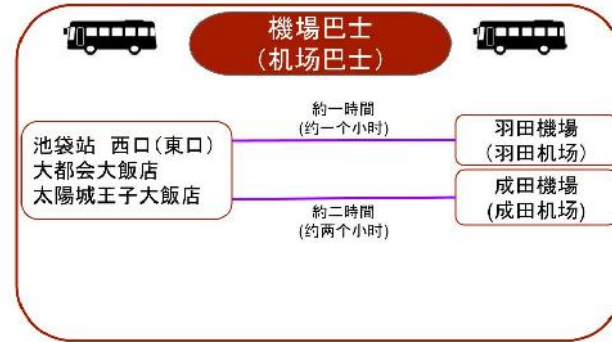 機場巴士
(机场巴士)
約一時間
(约一个小时)
池袋站 西口(東口)
大都会大飯店
太陽城王子大飯店
羽田機場
(羽田机场)
成田機場
(成田机场)
約二時間
(约两个小时)